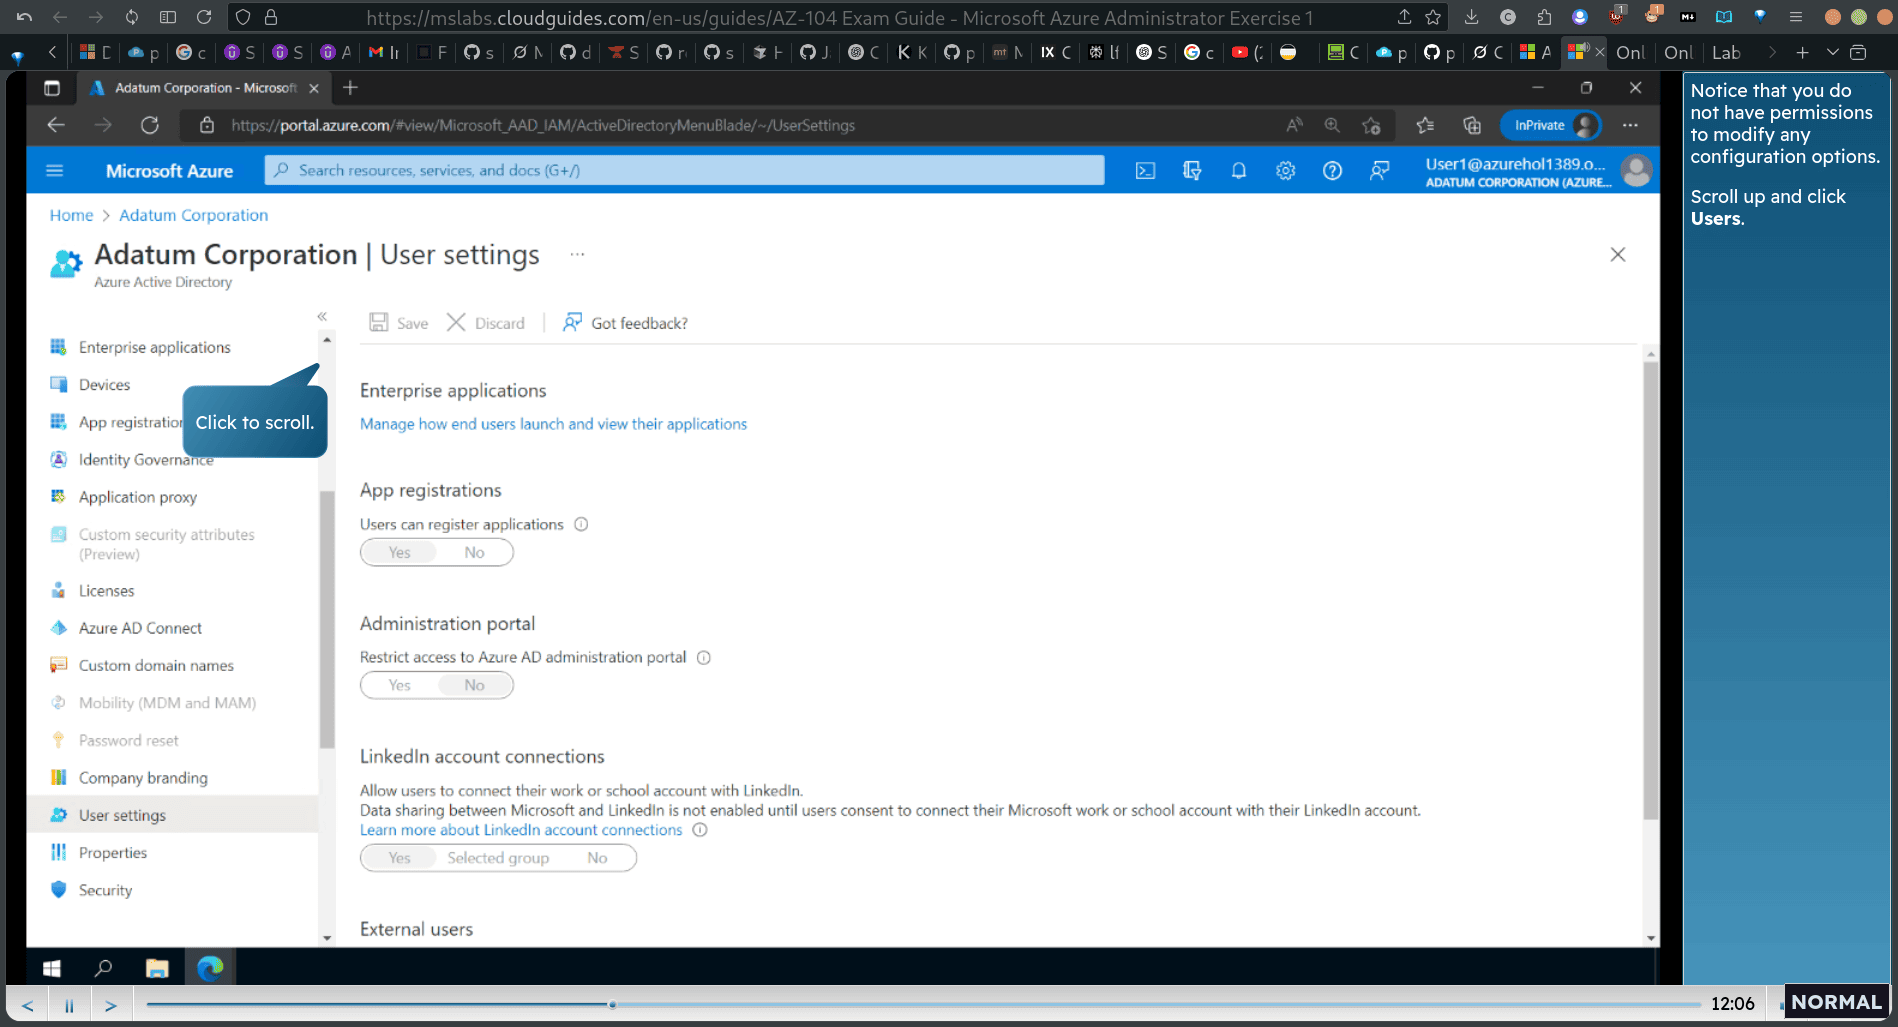 https://mslabs.cloudguides.com/en-us/guides/AZ-104 Exam Guide - Microsoft Azure Administrator Exercise 1
Onl
Onl
Lab
Adatum Corporation - Microsoft
https://portal.azure.com/#view/Microsoft_AAD_IAM/ActiveDirectoryMenuBlade/~/UserSettings
InPrivate
Microsoft Azure
Search resources, services, and docs (G+/)
User1@azurehol1389.o...
ADATUM CORPORATION (AZURE...
Home > Adatum Corporation
Adatum Corporation | User settings ...
Azure Active Directory
«
Save
Discard
Got feedback?
Enterprise applications
Devices
App registration
Click to scroll.
Identity Governance
Application proxy
Custom security attributes
(Preview)
Licenses
Azure AD Connect
Custom domain names
Mobility (MDM and MAM)
Password reset
Company branding
User settings
Properties
Security
Enterprise applications
Manage how end users launch and view their applications
App registrations
Users can register applications
Yes No
Administration portal
Restrict access to Azure AD administration portal
Yes No
LinkedIn account connections
Allow users to connect their work or school account with LinkedIn.
Data sharing between Microsoft and LinkedIn is not enabled until users consent to connect their Microsoft work or school account with their LinkedIn account.
Learn more about LinkedIn account connections
Yes Selected group No
External users
Notice that you do
not have permissions
to modify any
configuration options.
Scroll up and click
Users.
12:06
NORMAL